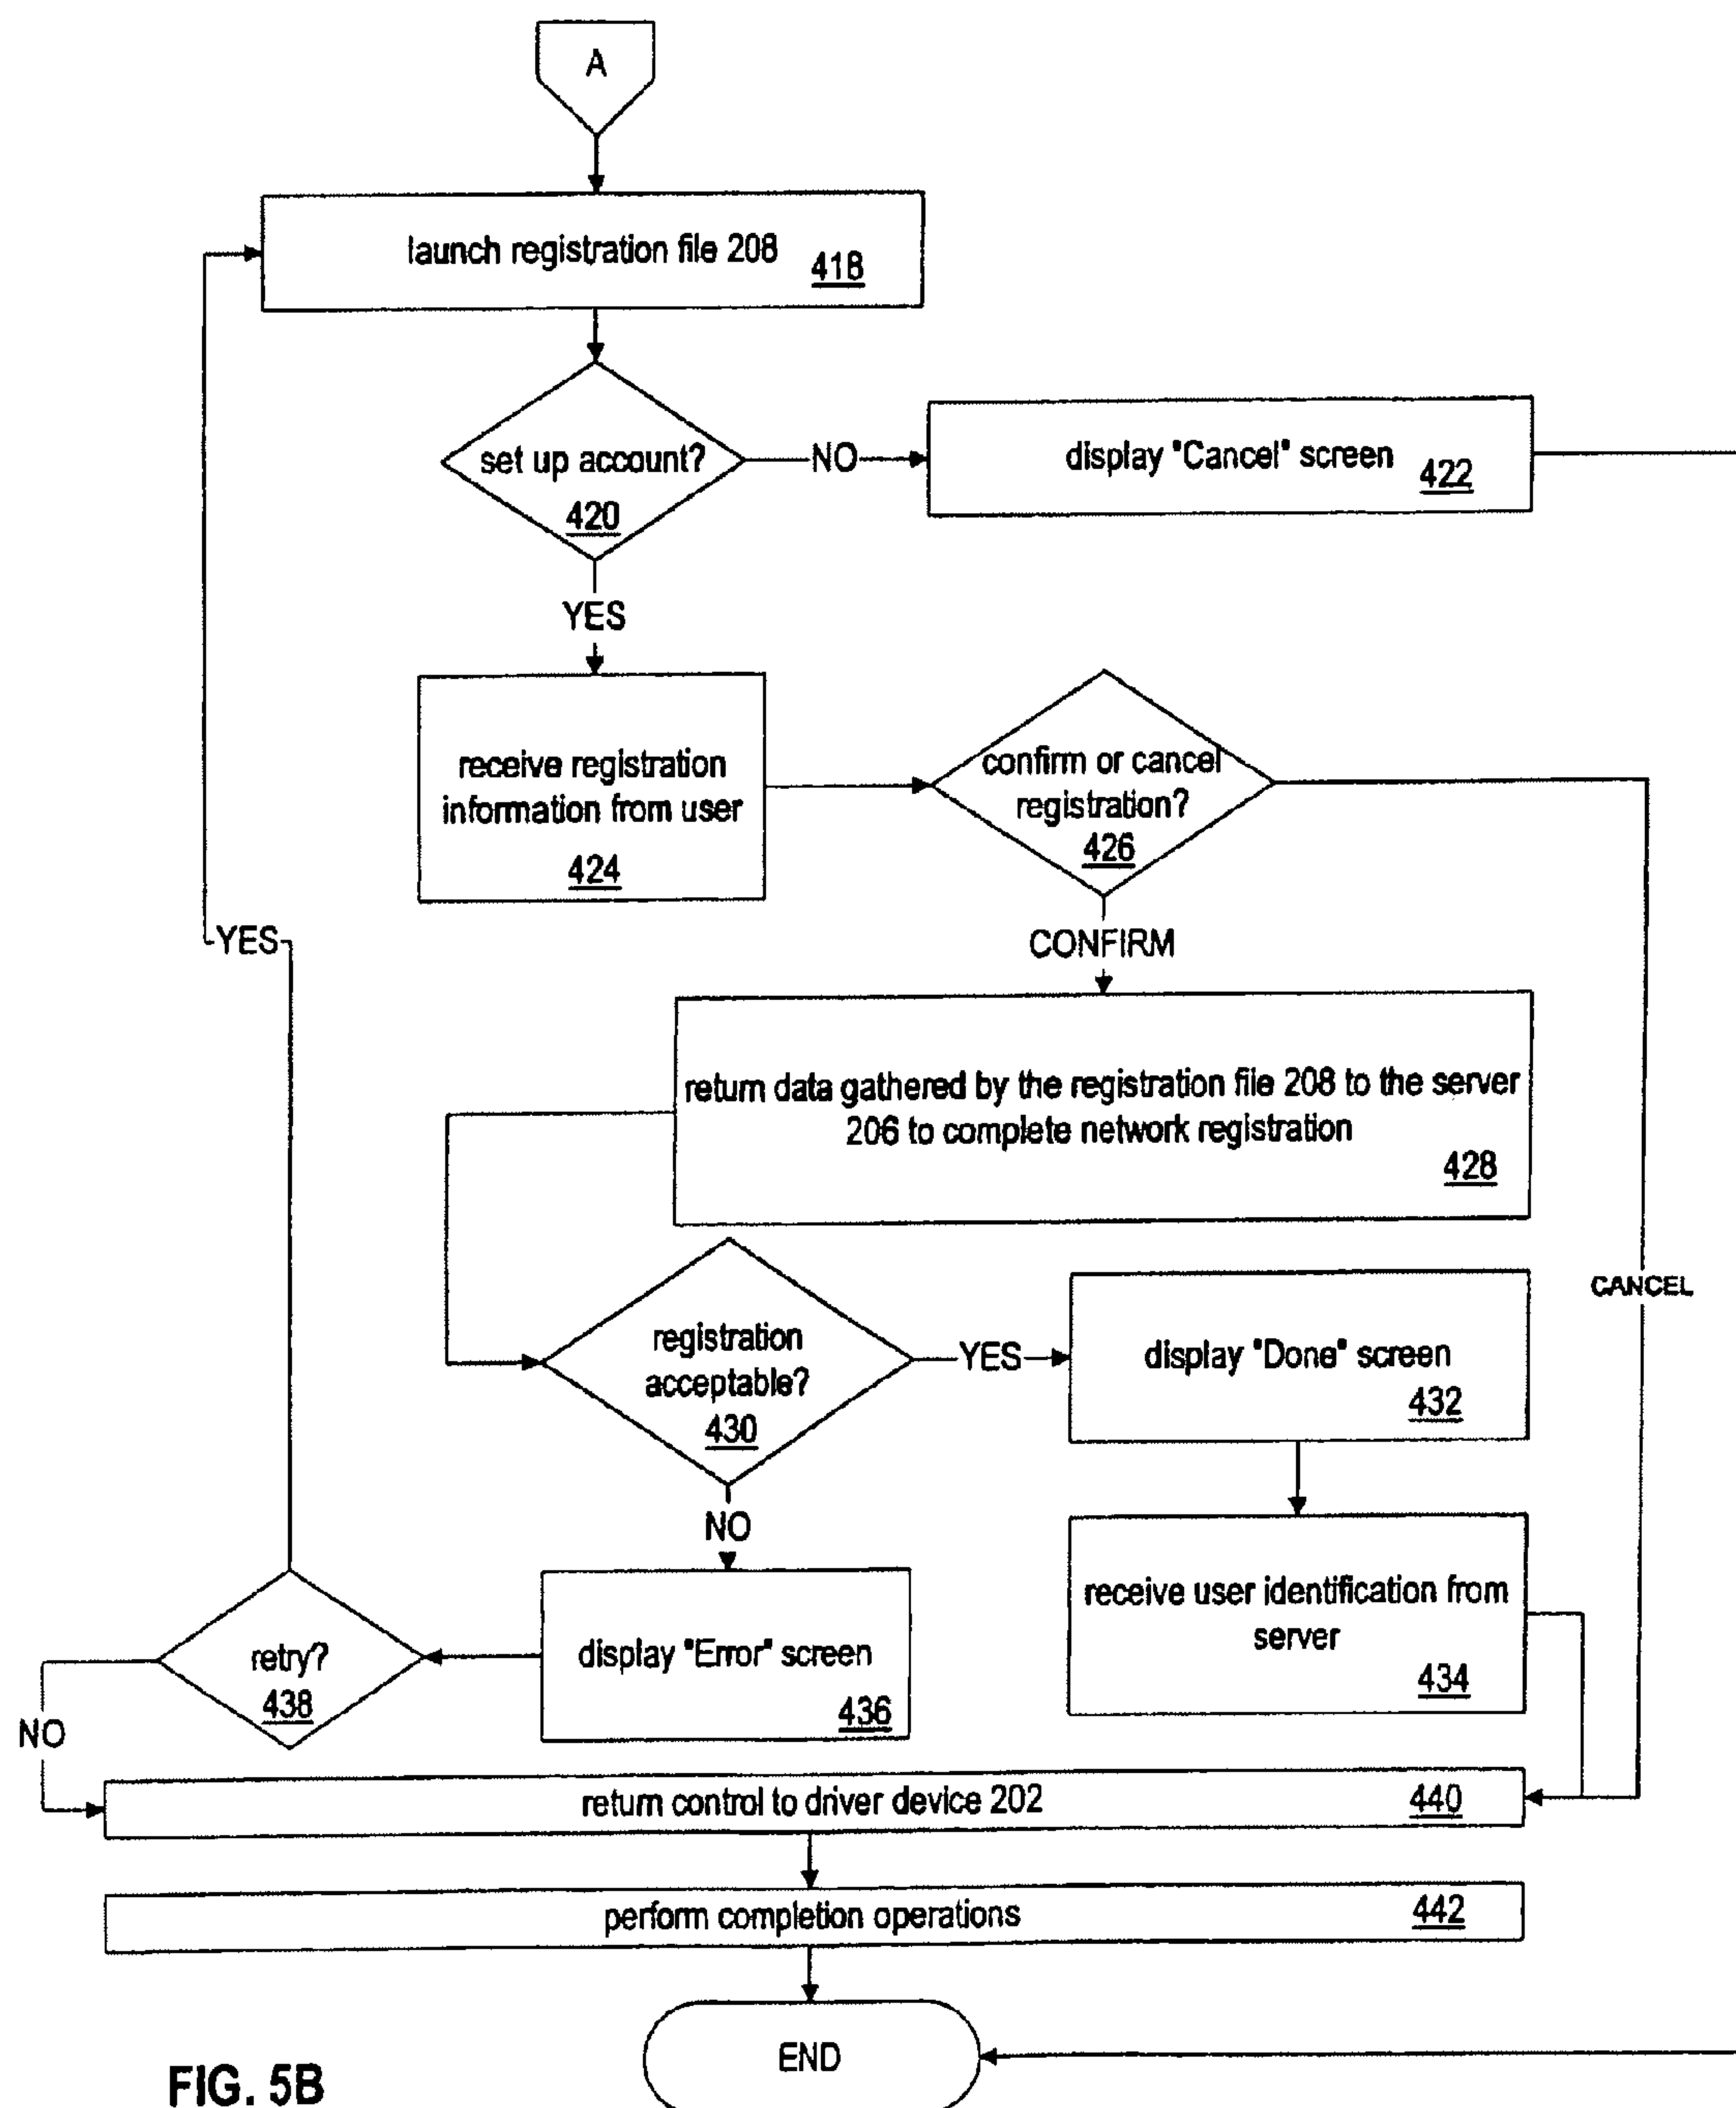 A
launch registration file 208
418
set up account?
420
NO
display "Cancel" screen
422
YES
receive registration
information from user
424
confirm or cancel
registration?
426
YES
CONFIRM
return data gathered by the registration file 208 to the server
206 to complete network registration
428
CANCEL
registration
acceptable?
430
YES
display "Done" screen
432
NO
receive user identification from
server
434
retry?
438
display "Error" screen
436
NO
return control to driver device 202
440
perform completion operations
442
END
FIG. 5B